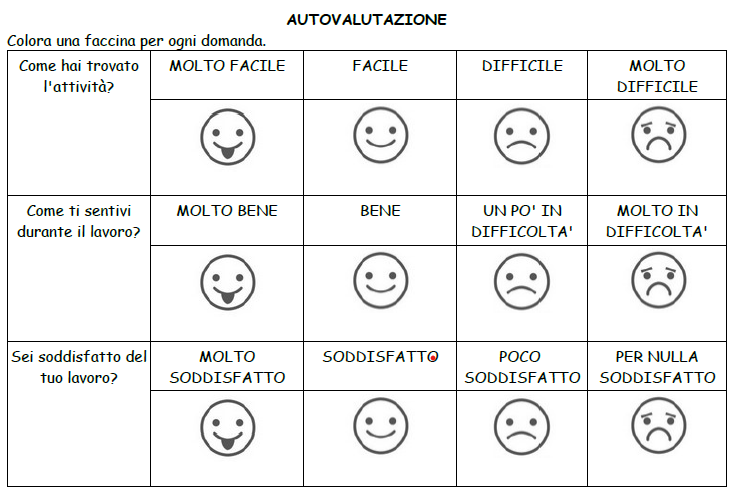 AUTOVALUTAZIONE
Colora una faccina per ogni domanda.
Come hai trovato
l'attività?
MOLTO FACILE
FACILE
DIFFICILE
MOLTO
DIFFICILE
Come ti sentivi
durante il lavoro?
MOLTO BENE
BENE
UN PO' IN
DIFFICOLTA'
MOLTO IN
DIFFICOLTA'
Sei soddisfatto del
tuo lavoro?
MOLTO
SODDISFATTO
SODDISFATTO
POCO
SODDISFATTO
PER NULLA
SODDISFATTO